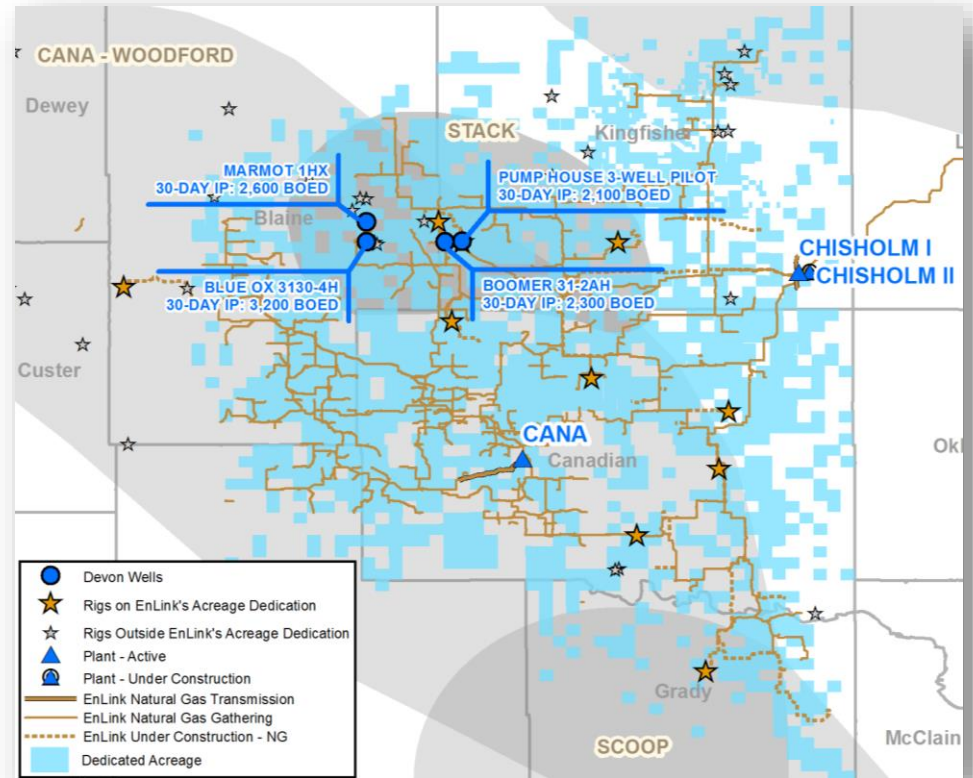 CANA - WOODFORD
Dewey
STACK
Kingfisher
MARMOT 1HX
30-DAY IP: 2,600 BOED
PUMP HOUSE 3-WELL PILOT
30-DAY IP: 2,100 BOED
Blaine
CHISHOLM I
CHISHOLM II
BLUE OX 3130-4H
30-DAY IP: 3,200 BOED
BOOMER 31-2AH
30-DAY IP: 2,300 BOED
Custer
CANA
Canadian
Okl
Devon Wells
Rigs on EnLink's Acreage Dedication
Rigs Outside EnLink's Acreage Dedication
Plant - Active
Plant - Under Construction
EnLink Natural Gas Transmission
EnLink Natural Gas Gathering
EnLink Under Construction - NG
Dedicated Acreage
Grady
McClain
SCOOP